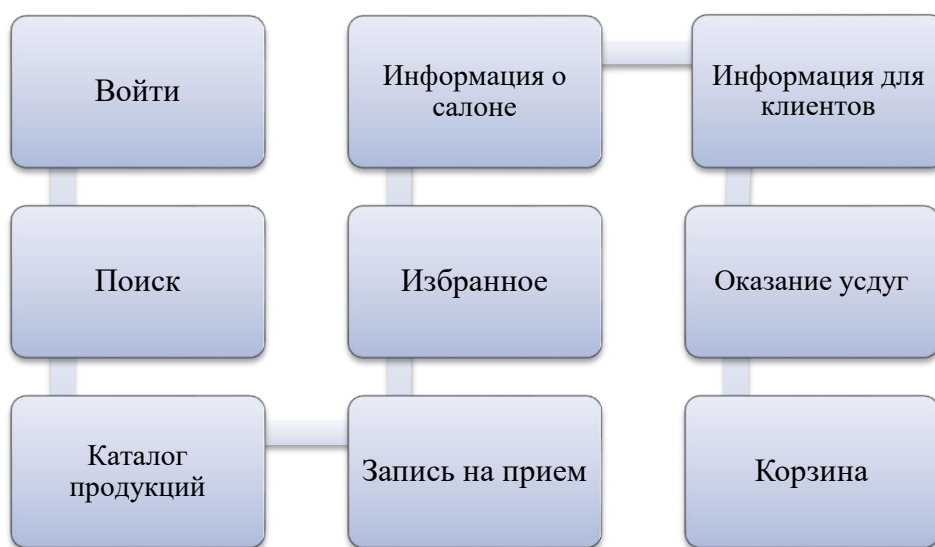 Войти
Поиск
Каталог
продукций
Запись на прием
Избранное
Информация о
салоне
Информация для
клиентов
Оказание усдуг
Корзина